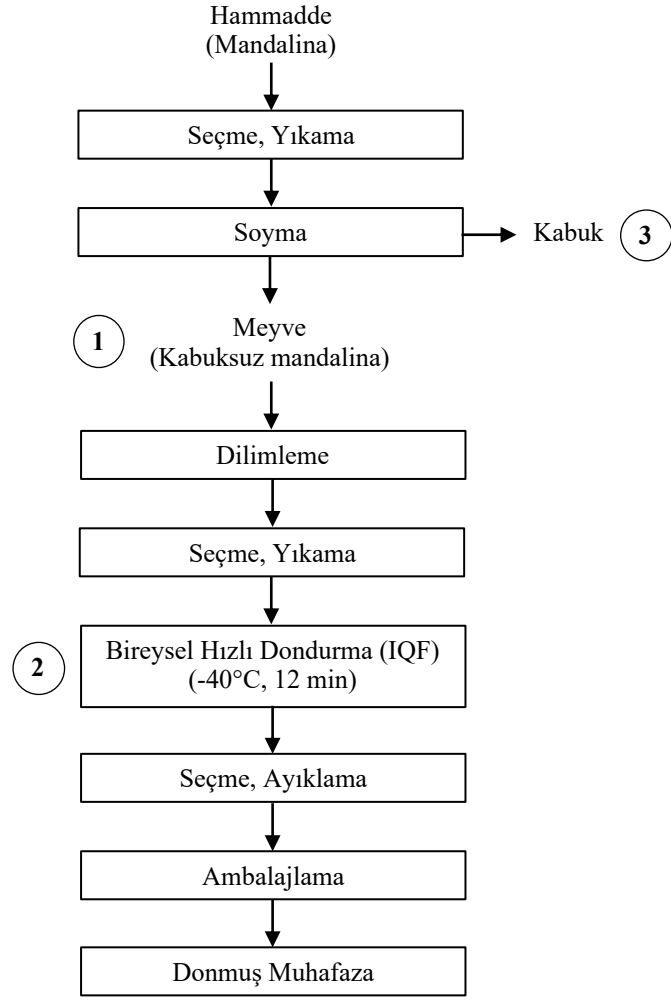 Hammadde
(Mandalina)
Seçme, Yıkama
Soyma
Kabuk
3
1
Meyve
(Kabuksuz mandalina)
Dilimleme
Seçme, Yıkama
2
Bireysel Hızlı Dondurma (IQF)
(-40°C, 12 min)
Seçme, Ayıklama
Ambalajlama
Donmuş Muhafaza